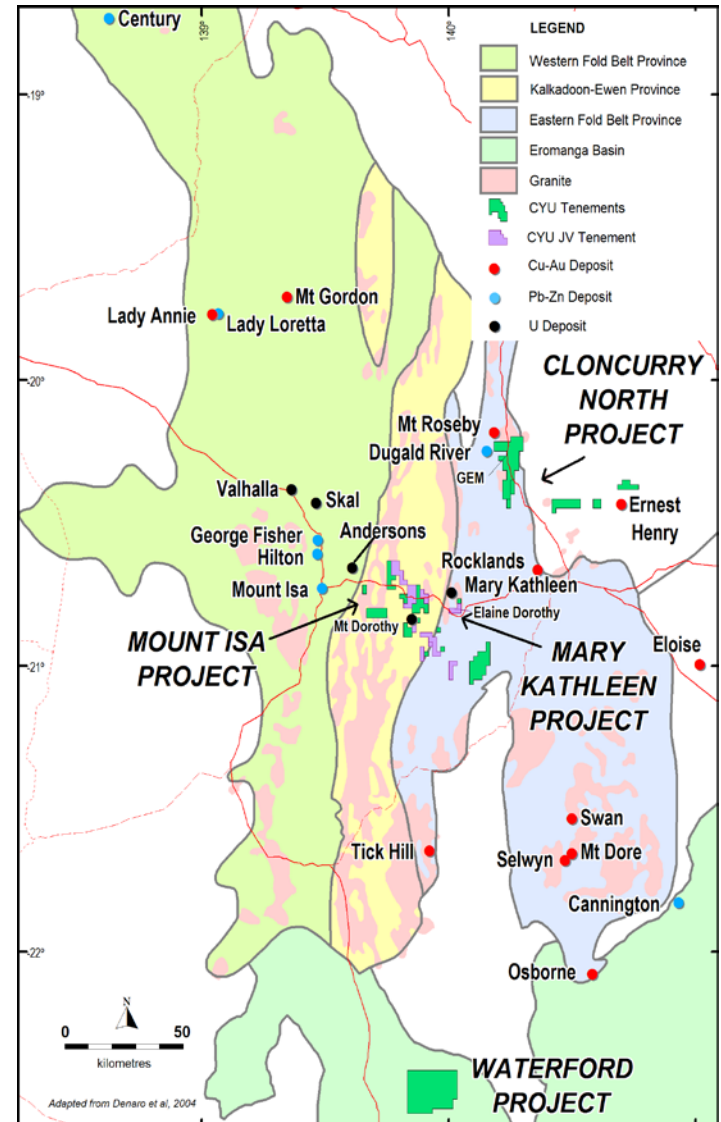 Century
139°
140°
LEGEND
Western Fold Belt Province
Kalkadoon-Ewen Province
Eastern Fold Belt Province
Eromanga Basin
Granite
CYU Tenements
CYU JV Tenement
Cu-Au Deposit
Pb-Zn Deposit
U Deposit
-19°
Mt Gordon
Lady Annie
Lady Loretta
-20°
CLONCURRY
NORTH
PROJECT
Mt Roseby
Dugald River
GEM
Valhalla
Skal
Ernest
Henry
George Fisher
Andersons
Hilton
Rocklands
Mount Isa
Mary Kathleen
Elaine Dorothy
Mt Dorothy
MOUNT ISA
PROJECT
Eloise
-21°
MARY
KATHLEEN
PROJECT
Swan
Tick Hill
Mt Dore
Selwyn
Cannington
-22°
Osborne
N
0
50
kilometres
WATERFORD
PROJECT
Adapted from Denaro et al, 2004